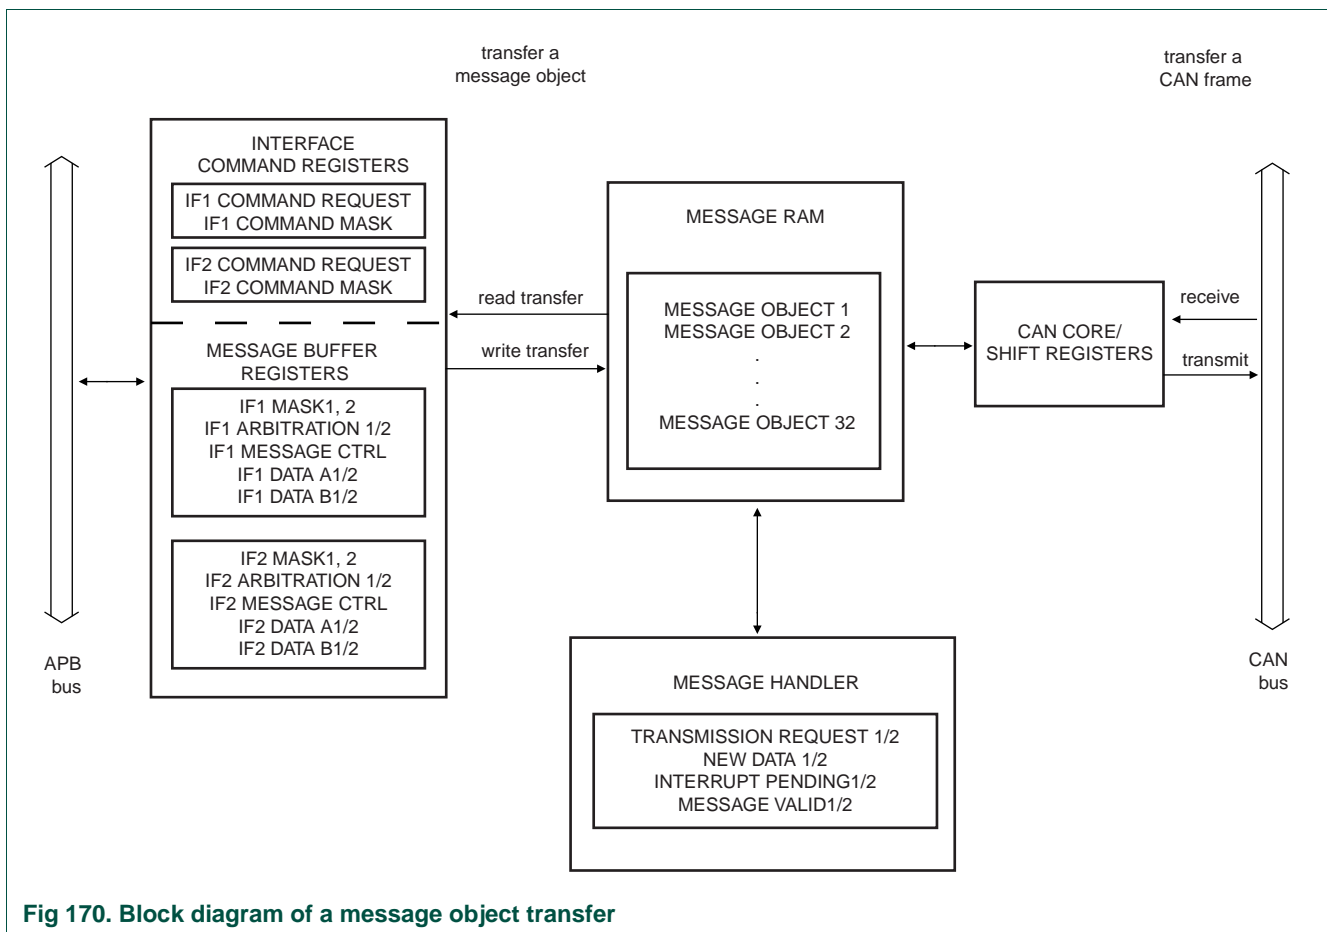 transfer a
message object
transfer a
CAN frame
INTERFACE
COMMAND REGISTERS
IF1 COMMAND REQUEST
IF1 COMMAND MASK
IF2 COMMAND REQUEST
IF2 COMMAND MASK
MESSAGE BUFFER
REGISTERS
IF1 MASK1, 2
IF1 ARBITRATION 1/2
IF1 MESSAGE CTRL
IF1 DATA A1/2
IF1 DATA B1/2
IF2 MASK1, 2
IF2 ARBITRATION 1/2
IF2 MESSAGE CTRL
IF2 DATA A1/2
IF2 DATA B1/2
APB
bus
read transfer
write transfer
MESSAGE RAM
MESSAGE OBJECT 1
MESSAGE OBJECT 2
.
.
.
MESSAGE OBJECT 32
CAN CORE/
SHIFT REGISTERS
receive
transmit
CAN
bus
MESSAGE HANDLER
TRANSMISSION REQUEST 1/2
NEW DATA 1/2
INTERRUPT PENDING1/2
MESSAGE VALID1/2
Fig 170. Block diagram of a message object transfer